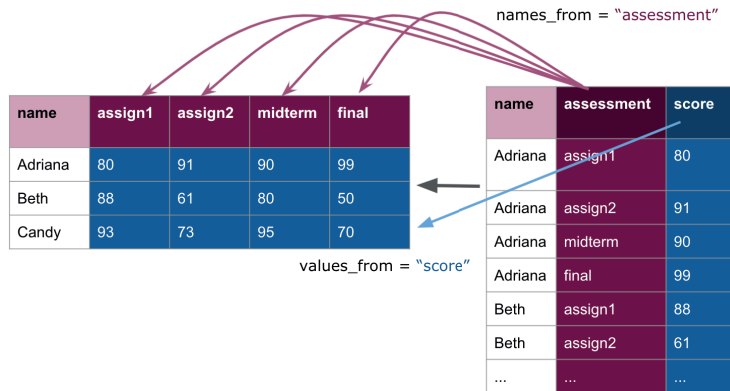 names_from = “assessment”
name assign1 assign2 midterm final
Adriana 80 91 90 99
Beth 88 61 80 50
Candy 93 73 95 70
values_from = “score”
name assessment score
Adriana assign1 80
Adriana assign2 91
Adriana midterm 90
Adriana final 99
Beth assign1 88
Beth assign2 61
... ... ...